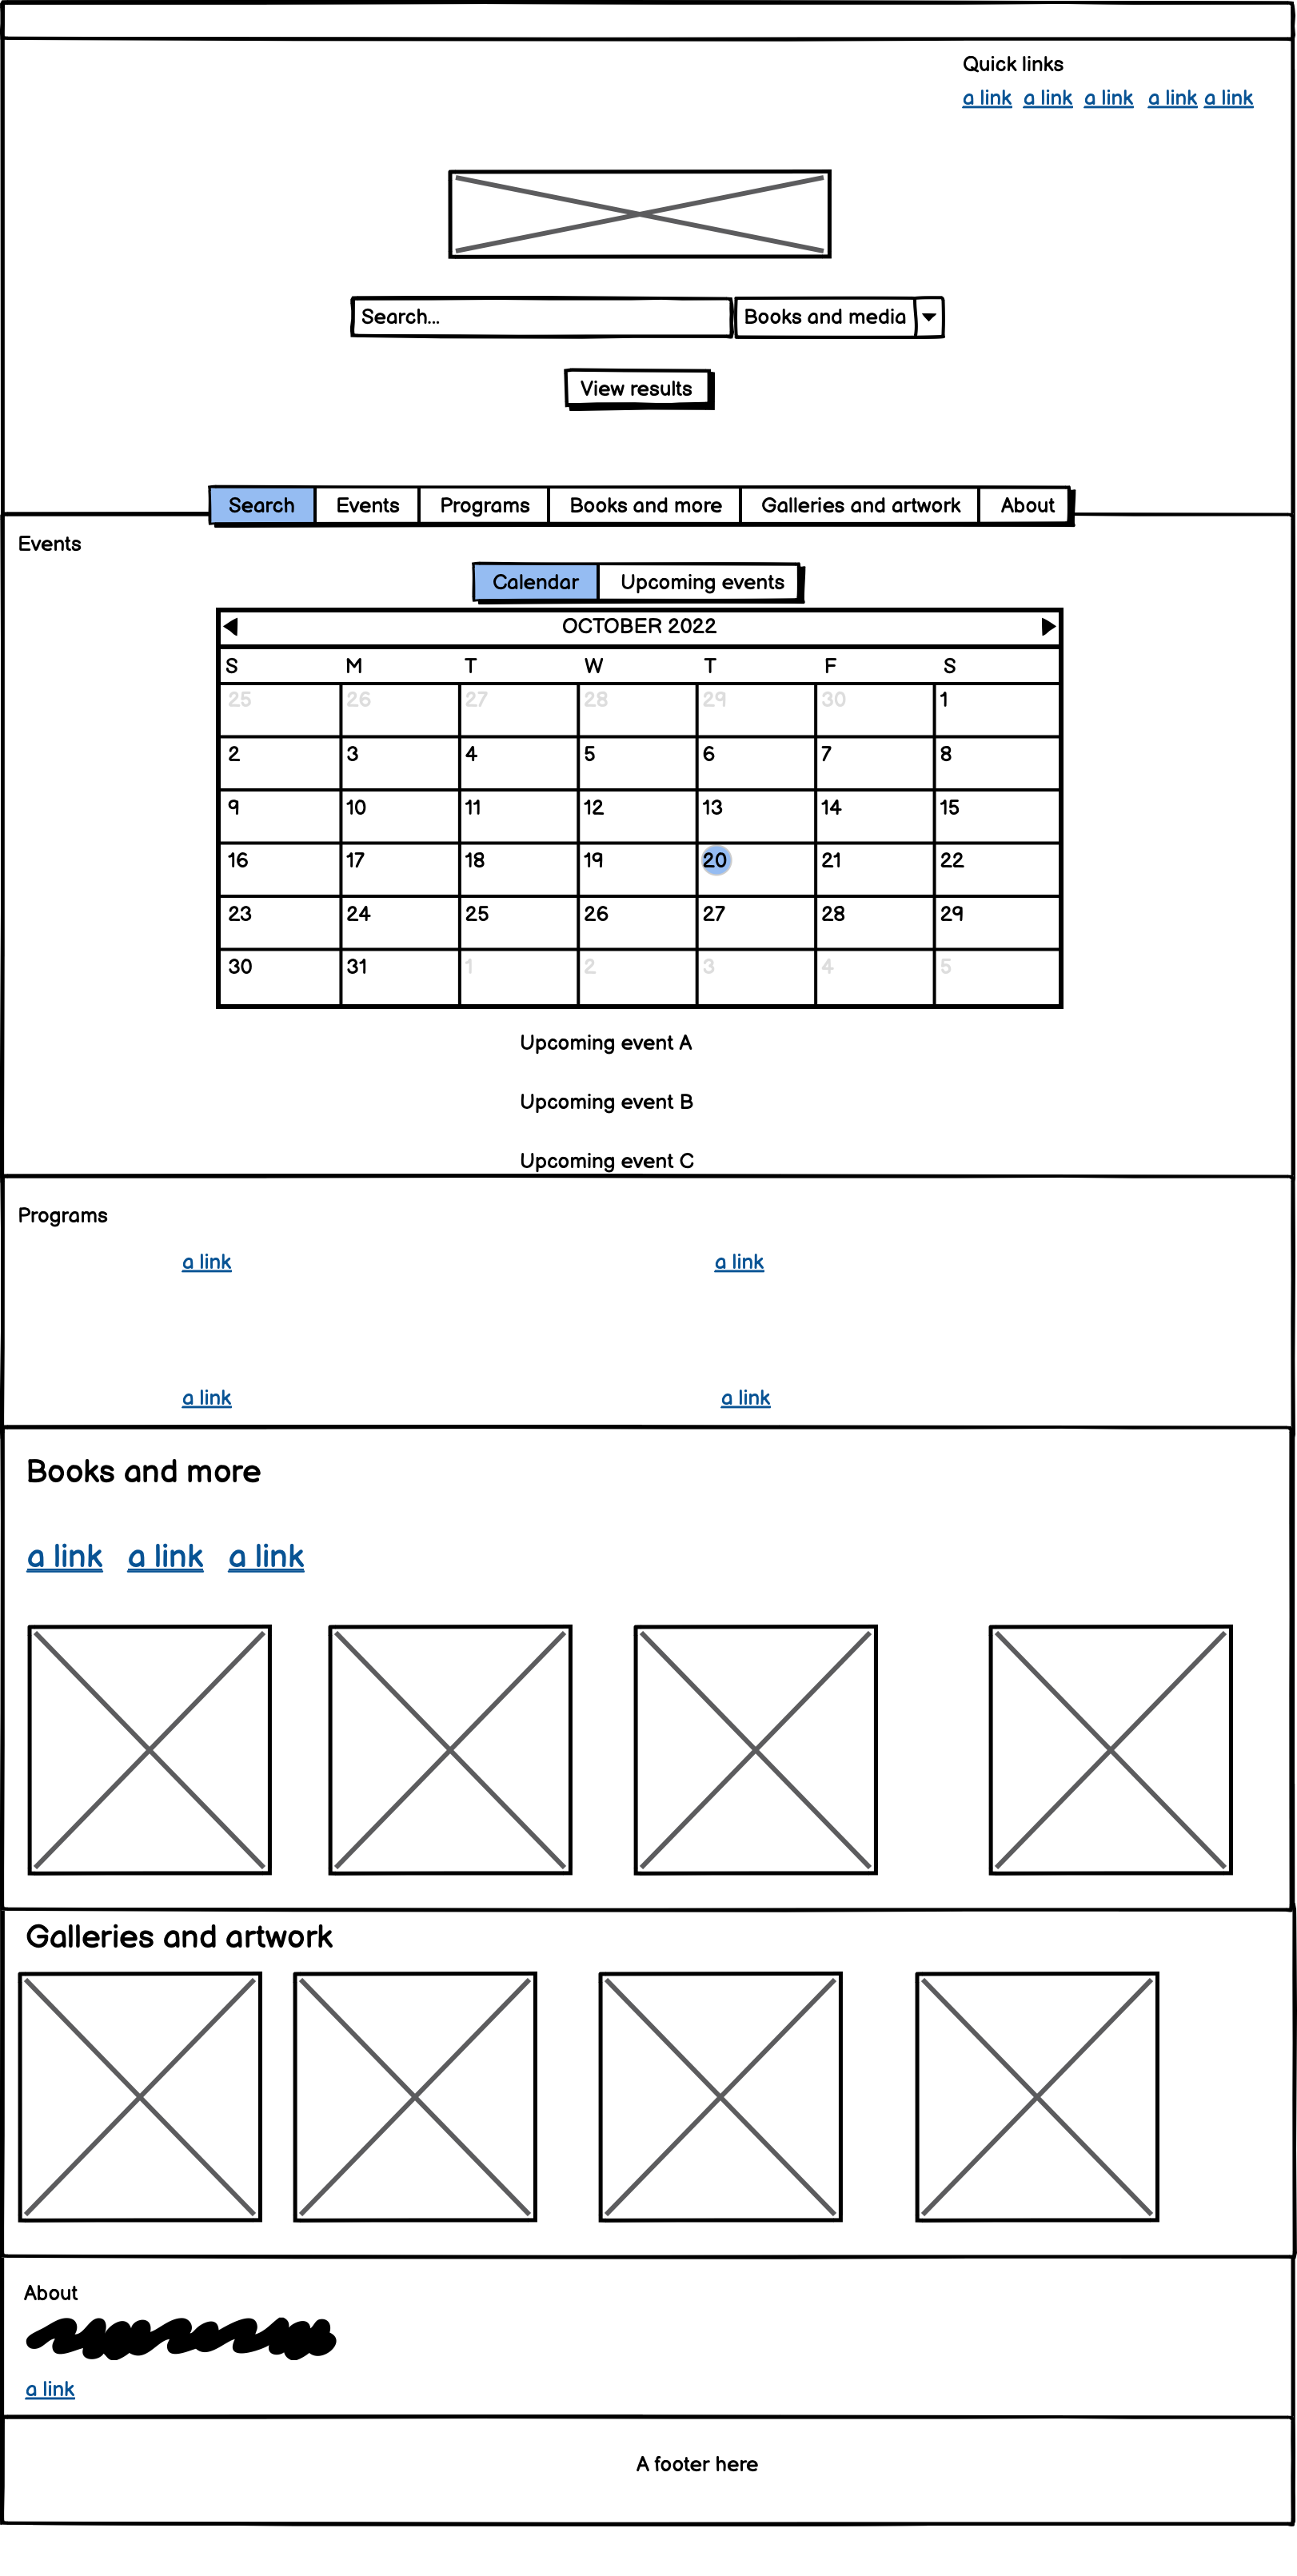 Quick links
a link a link a link a link a link
Search... Books and media
View results
Search Events Programs Books and more Galleries and artwork About
Events
Calendar Upcoming events
OCTOBER 2022
S M T W T F S
25 26 27 28 29 30 1
2 3 4 5 6 7 8
9 10 11 12 13 14 15
16 17 18 19 20 21 22
23 24 25 26 27 28 29
30 31 1 2 3 4 5
Upcoming event A
Upcoming event B
Upcoming event C
Programs
a link a link
a link a link
Books and more
a link a link a link
Galleries and artwork
About
a link
A footer here